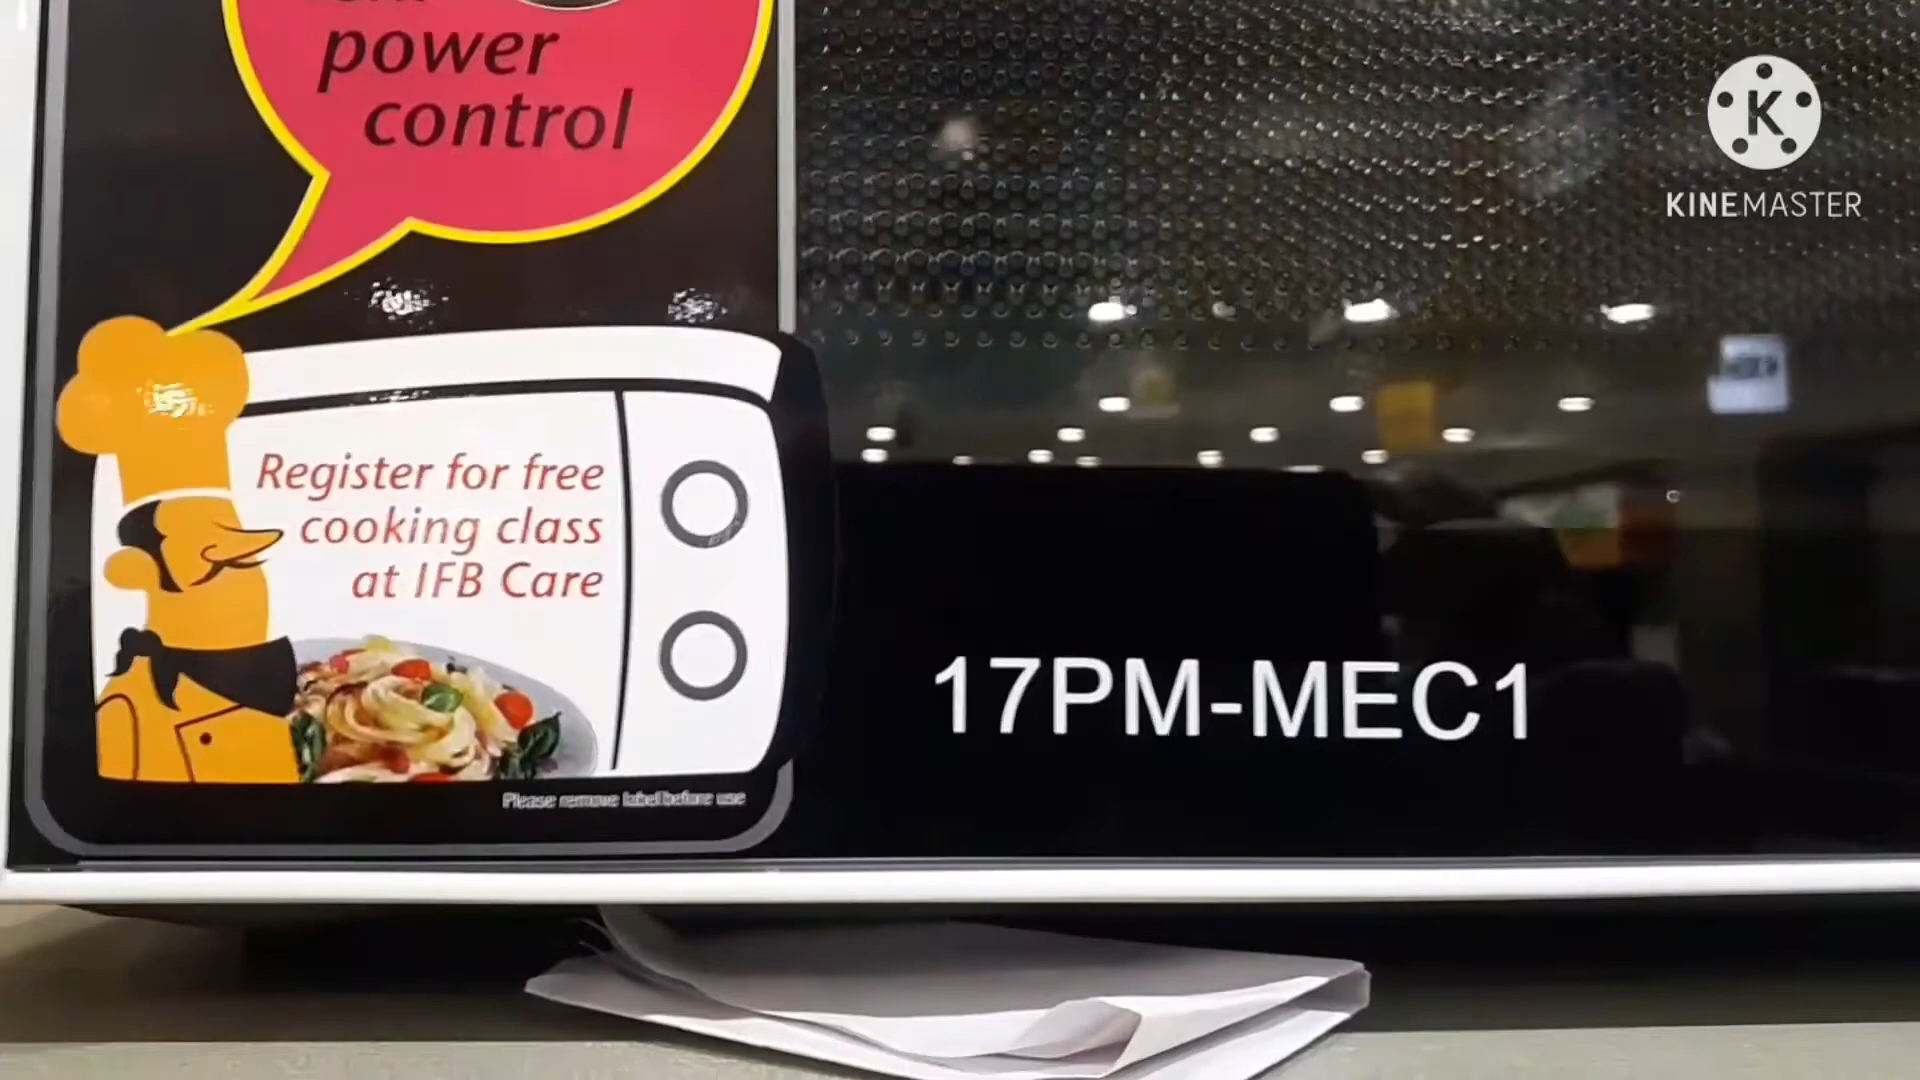 power
control
K
KINEMASTER
Register for free
cooking class
at IFB Care
17PM-MEC1
Please remove label before use